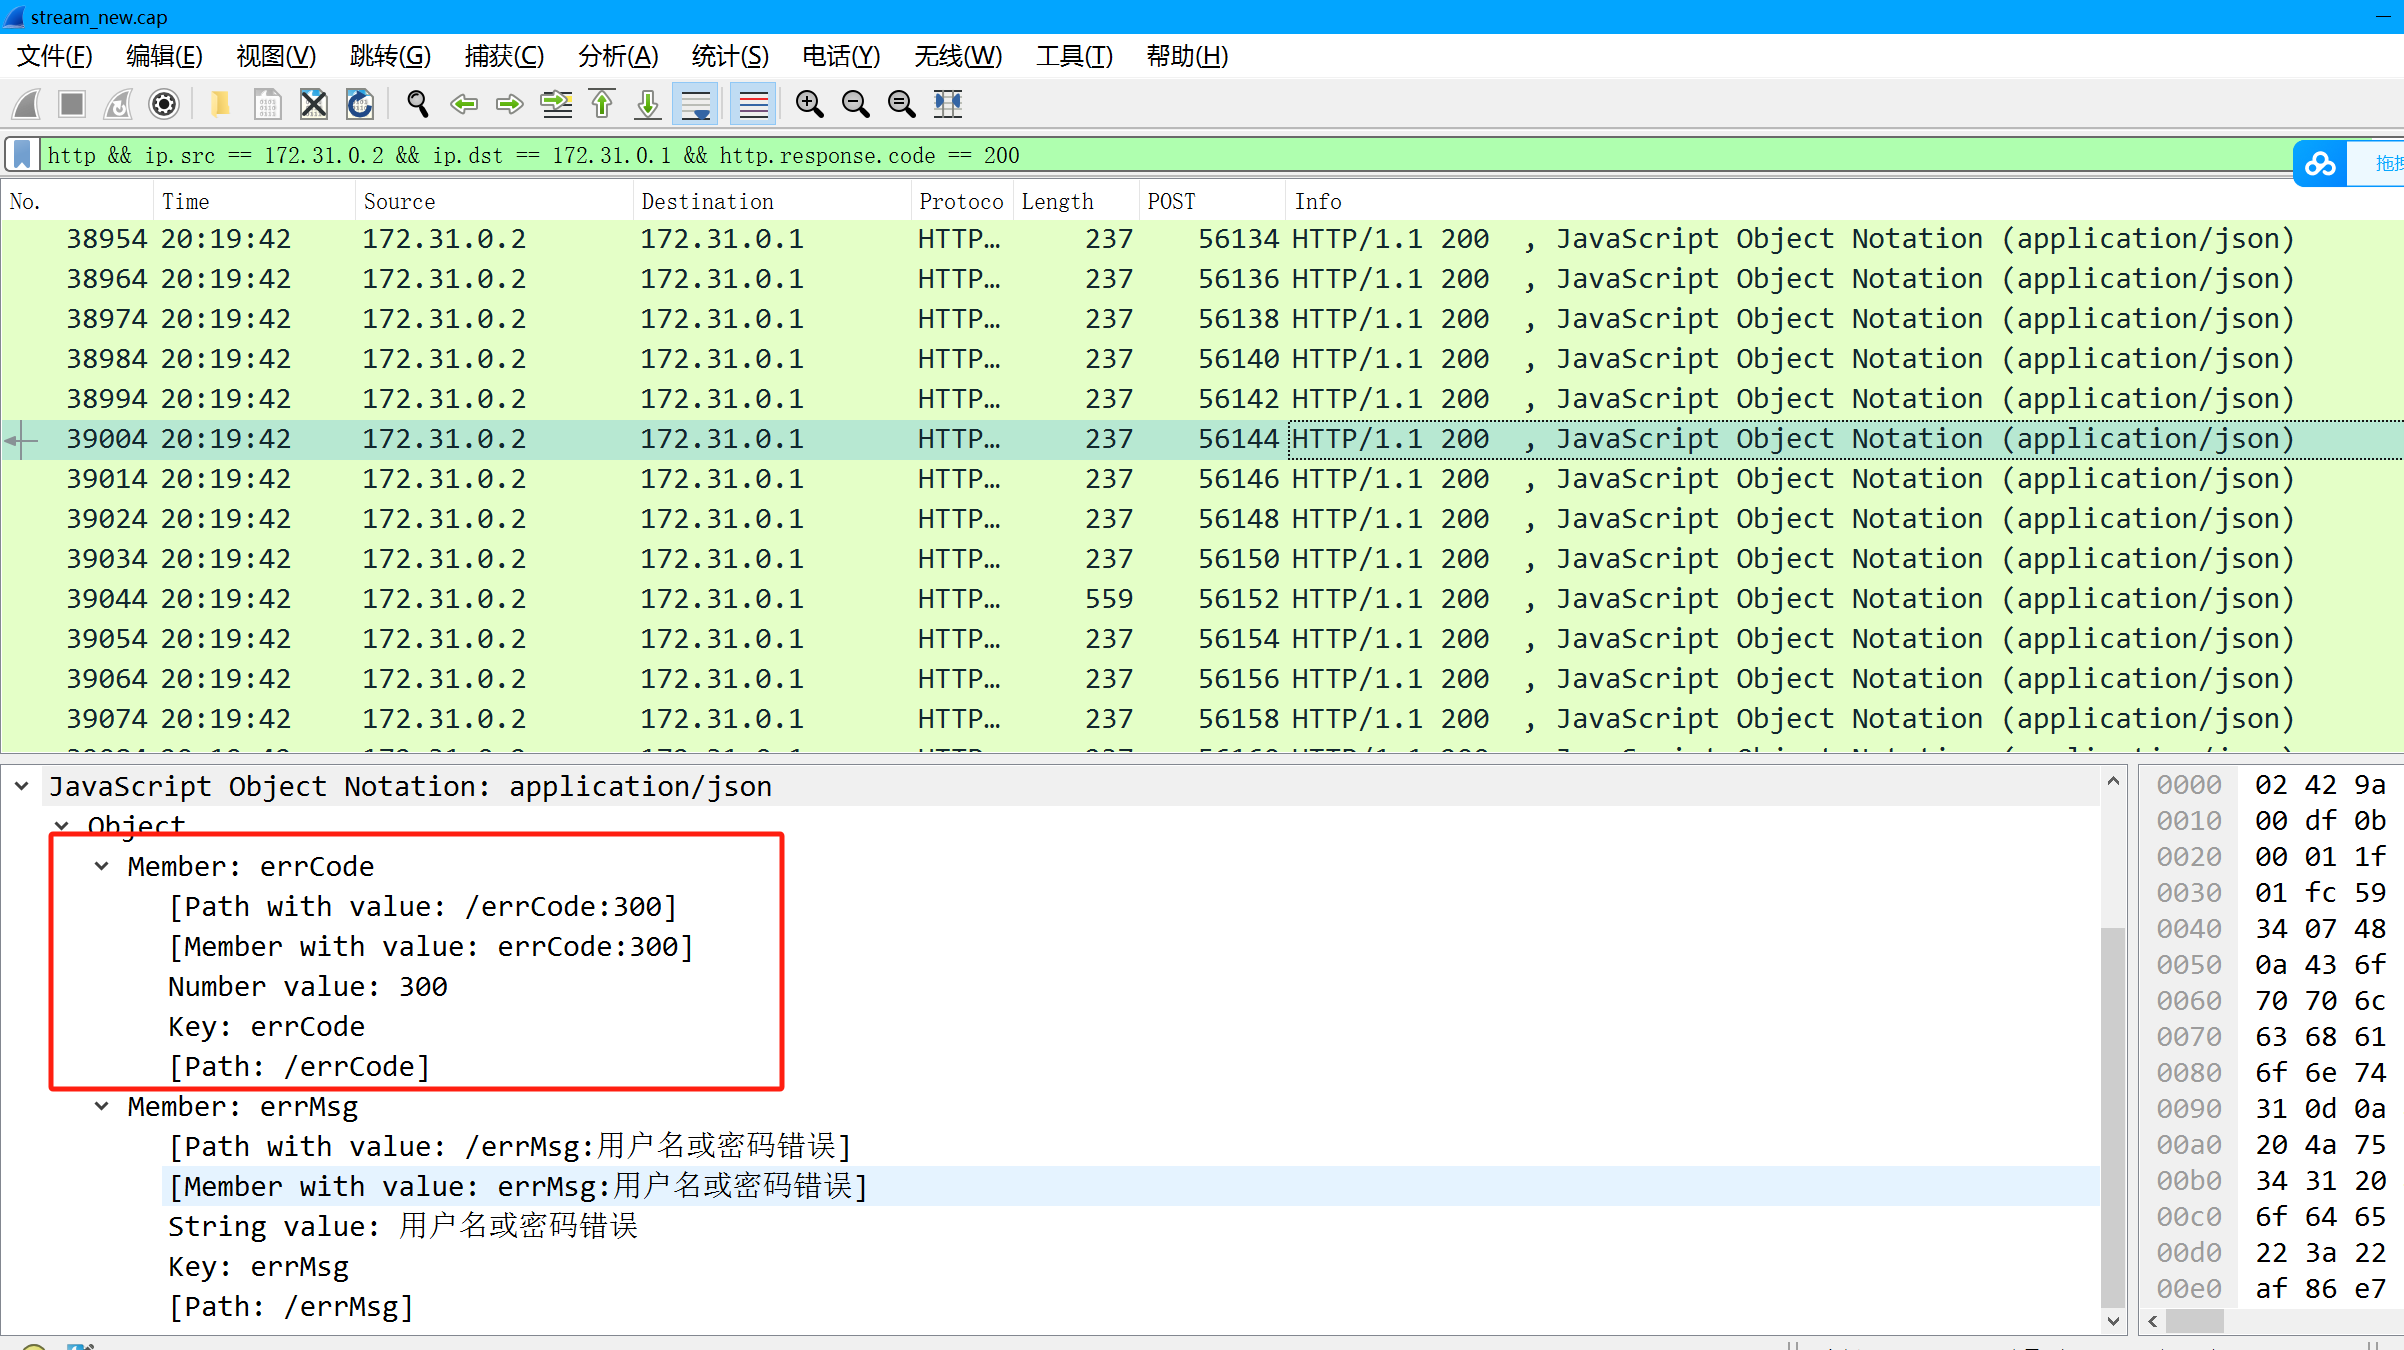 stream_new.cap
文件(F) 编辑(E) 视图(V) 跳转(G) 捕获(C) 分析(A) 统计(S) 电话(Y) 无线(W) 工具(T) 帮助(H)
http && ip.src == 172.31.0.2 && ip.dst == 172.31.0.1 && http.response.code == 200
No. Time Source Destination Protoco Length POST Info
38954 20:19:42 172.31.0.2 172.31.0.1 HTTP… 237 56134 HTTP/1.1 200 , JavaScript Object Notation (application/json)
38964 20:19:42 172.31.0.2 172.31.0.1 HTTP… 237 56136 HTTP/1.1 200 , JavaScript Object Notation (application/json)
38974 20:19:42 172.31.0.2 172.31.0.1 HTTP… 237 56138 HTTP/1.1 200 , JavaScript Object Notation (application/json)
38984 20:19:42 172.31.0.2 172.31.0.1 HTTP… 237 56140 HTTP/1.1 200 , JavaScript Object Notation (application/json)
38994 20:19:42 172.31.0.2 172.31.0.1 HTTP… 237 56142 HTTP/1.1 200 , JavaScript Object Notation (application/json)
39004 20:19:42 172.31.0.2 172.31.0.1 HTTP… 237 56144 HTTP/1.1 200 , JavaScript Object Notation (application/json)
39014 20:19:42 172.31.0.2 172.31.0.1 HTTP… 237 56146 HTTP/1.1 200 , JavaScript Object Notation (application/json)
39024 20:19:42 172.31.0.2 172.31.0.1 HTTP… 237 56148 HTTP/1.1 200 , JavaScript Object Notation (application/json)
39034 20:19:42 172.31.0.2 172.31.0.1 HTTP… 237 56150 HTTP/1.1 200 , JavaScript Object Notation (application/json)
39044 20:19:42 172.31.0.2 172.31.0.1 HTTP… 559 56152 HTTP/1.1 200 , JavaScript Object Notation (application/json)
39054 20:19:42 172.31.0.2 172.31.0.1 HTTP… 237 56154 HTTP/1.1 200 , JavaScript Object Notation (application/json)
39064 20:19:42 172.31.0.2 172.31.0.1 HTTP… 237 56156 HTTP/1.1 200 , JavaScript Object Notation (application/json)
39074 20:19:42 172.31.0.2 172.31.0.1 HTTP… 237 56158 HTTP/1.1 200 , JavaScript Object Notation (application/json)
JavaScript Object Notation: application/json
Object
Member: errCode
[Path with value: /errCode:300]
[Member with value: errCode:300]
Number value: 300
Key: errCode
[Path: /errCode]
Member: errMsg
[Path with value: /errMsg:用户名或密码错误]
[Member with value: errMsg:用户名或密码错误]
String value: 用户名或密码错误
Key: errMsg
[Path: /errMsg]
0000 02 42 9a
0010 00 df 0b
0020 00 01 1f
0030 01 fc 59
0040 34 07 48
0050 0a 43 6f
0060 70 70 6c
0070 63 68 61
0080 6f 6e 74
0090 31 0d 0a
00a0 20 4a 75
00b0 34 31 20
00c0 6f 64 65
00d0 22 3a 22
00e0 af 86 e7